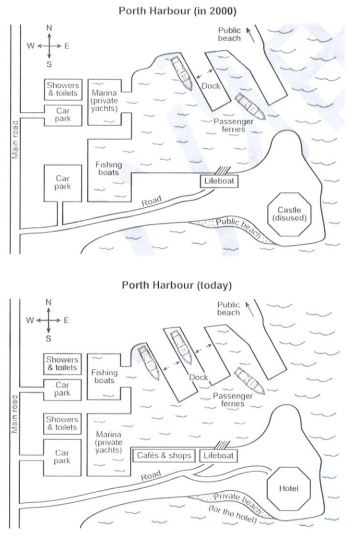 Porth Harbour (in 2000)
N
W E
S
Public
beach
Showers
& toilets
Marina
(private
yachts)
Dock
Car
park
Passenger
ferries
Main road
Fishing
boats
Car
park
Lifeboat
Road
Public beach
Castle
(disused)
Porth Harbour (today)
N
W E
S
Public
beach
Showers
& toilets
Fishing
boats
Car
park
Dock
Passenger
ferries
Main road
Showers
& toilets
Marina
(private
yachts)
Car
park
Cafés & shops
Lifeboat
Road
Hotel
Private beach
(for the hotel)